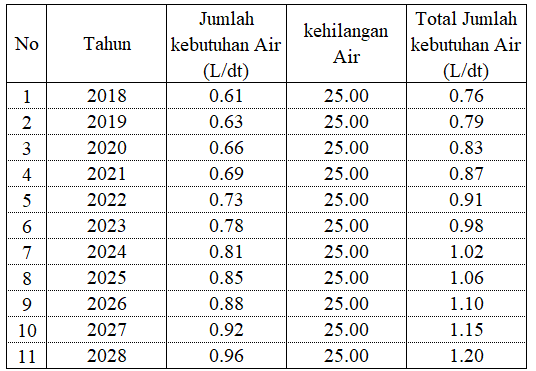 No Tahun Jumlah kebutuhan Air (L/dt) kehilangan Air Total Jumlah kebutuhan Air (L/dt)
1 2018 0.61 25.00 0.76
2 2019 0.63 25.00 0.79
3 2020 0.66 25.00 0.83
4 2021 0.69 25.00 0.87
5 2022 0.73 25.00 0.91
6 2023 0.78 25.00 0.98
7 2024 0.81 25.00 1.02
8 2025 0.85 25.00 1.06
9 2026 0.88 25.00 1.10
10 2027 0.92 25.00 1.15
11 2028 0.96 25.00 1.20